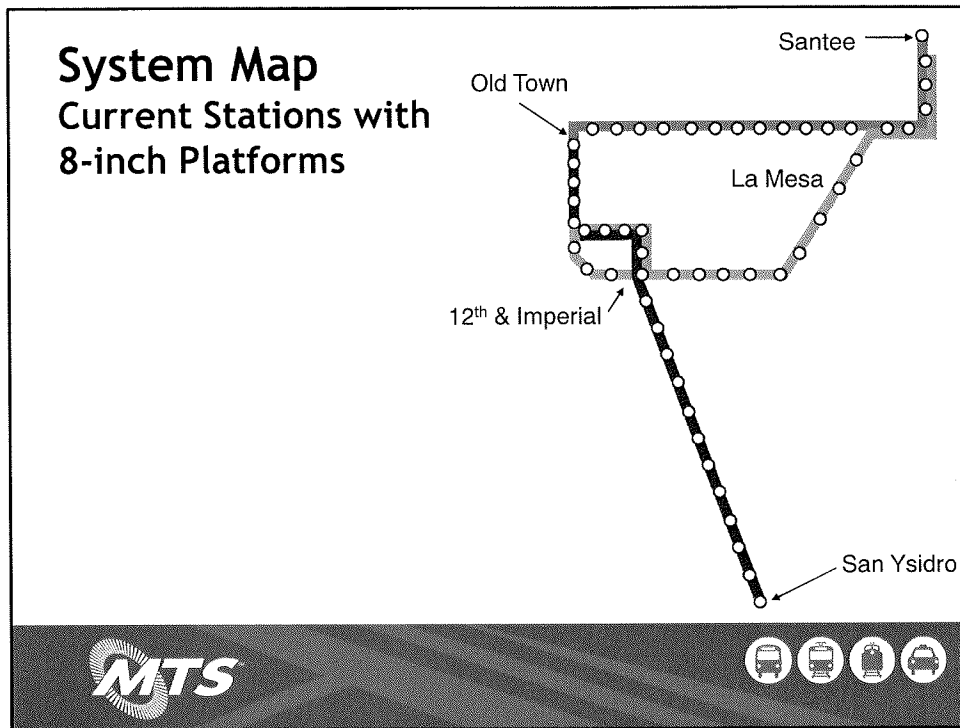 System Map
Current Stations with
8-inch Platforms
Santee
Old Town
La Mesa
12th & Imperial
San Ysidro
MTS